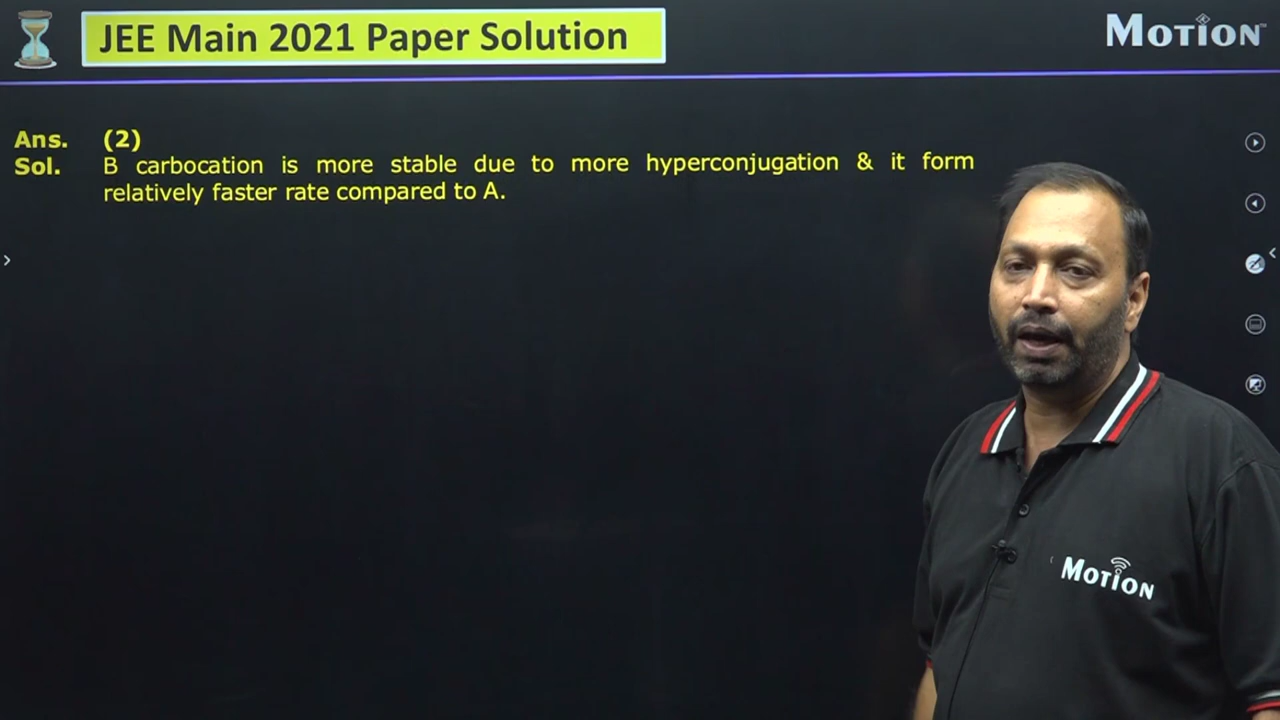 JEE Main 2021 Paper Solution
MOTION™
Ans. (2)
Sol. B carbocation is more stable due to more hyperconjugation & it form
relatively faster rate compared to A.
MOTION